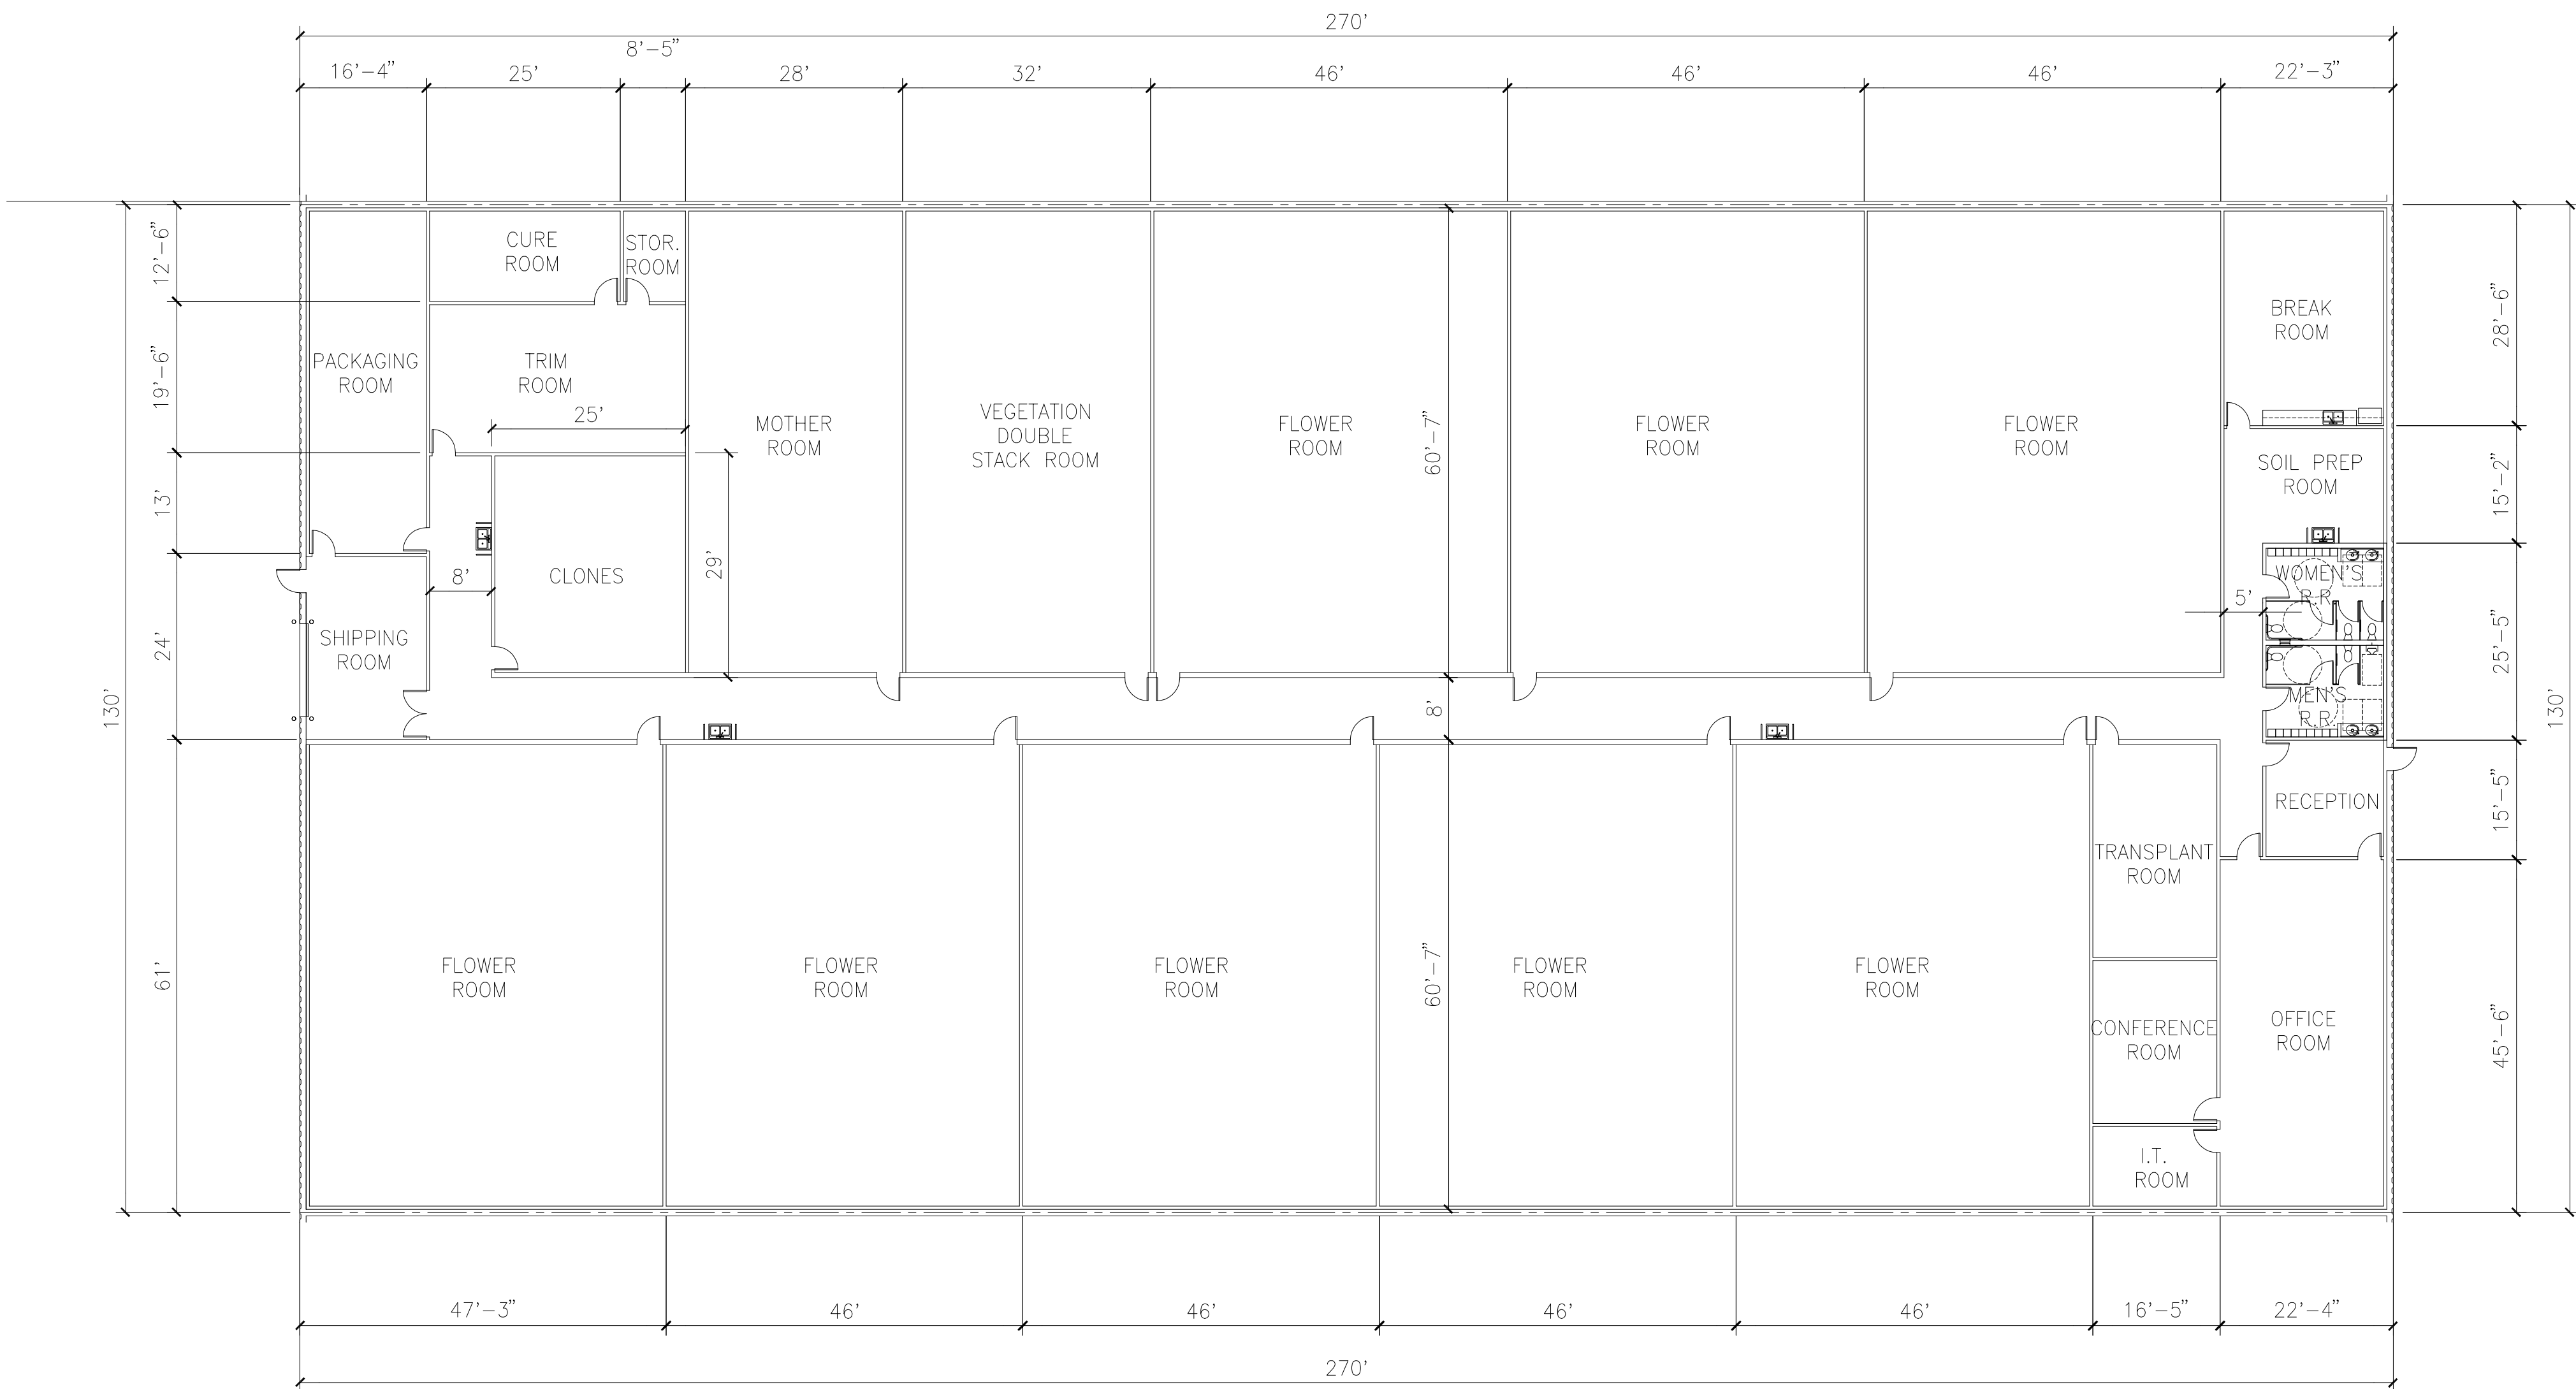 270'
8'-5"
16'-4"
25'
28'
32'
46'
46'
46'
22'-3"
12'-6"
19'-6"
13'
24'
61'
130'
CURE
ROOM
STOR.
ROOM
PACKAGING
ROOM
TRIM
ROOM
25'
MOTHER
ROOM
VEGETATION
DOUBLE
STACK ROOM
FLOWER
ROOM
60'-7"
FLOWER
ROOM
FLOWER
ROOM
BREAK
ROOM
SOIL PREP
ROOM
28'-6"
15'-2"
25'-5"
15'-5"
45'-6"
130'
8'
CLONES
29'
SHIPPING
ROOM
WOMEN'S
R.R.
5'
MEN'S
R.R.
8'
RECEPTION
TRANSPLANT
ROOM
FLOWER
ROOM
FLOWER
ROOM
FLOWER
ROOM
60'-7"
FLOWER
ROOM
FLOWER
ROOM
CONFERENCE
ROOM
OFFICE
ROOM
I.T.
ROOM
47'-3"
46'
46'
46'
46'
16'-5"
22'-4"
270'